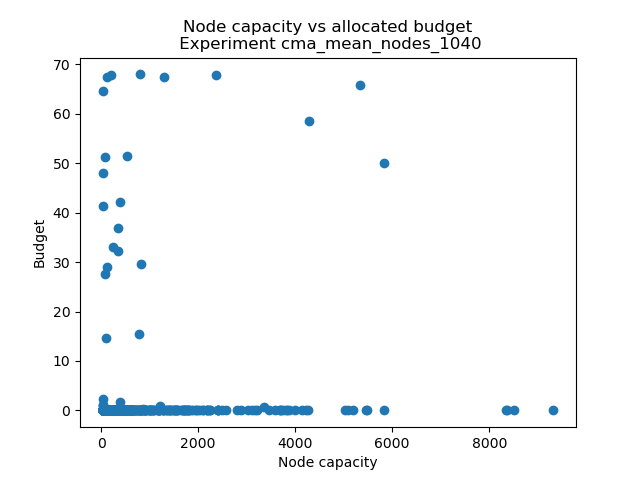 Node capacity vs allocated budget
Experiment cma_mean_nodes_1040
70
60
50
40
30
20
10
0
Budget
0 2000 4000 6000 8000
Node capacity